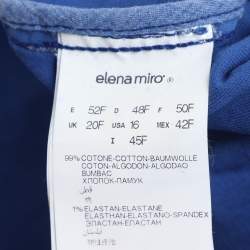 elena mirò®
E 52F D 48F F 50F
UK 20F USA 16 MEX 42F
I 45F
99% COTONE-COTTON-BAUMWOLLE
COTON-ALGODON-ALGODAO
BUMBAC
ХЛОПОК-ПАМУК
1% ELASTAN-ELASTANE
ELASTHAN-ELASTANO-SPANDEX
ЭЛАСТАН-ЕЛАСТАН